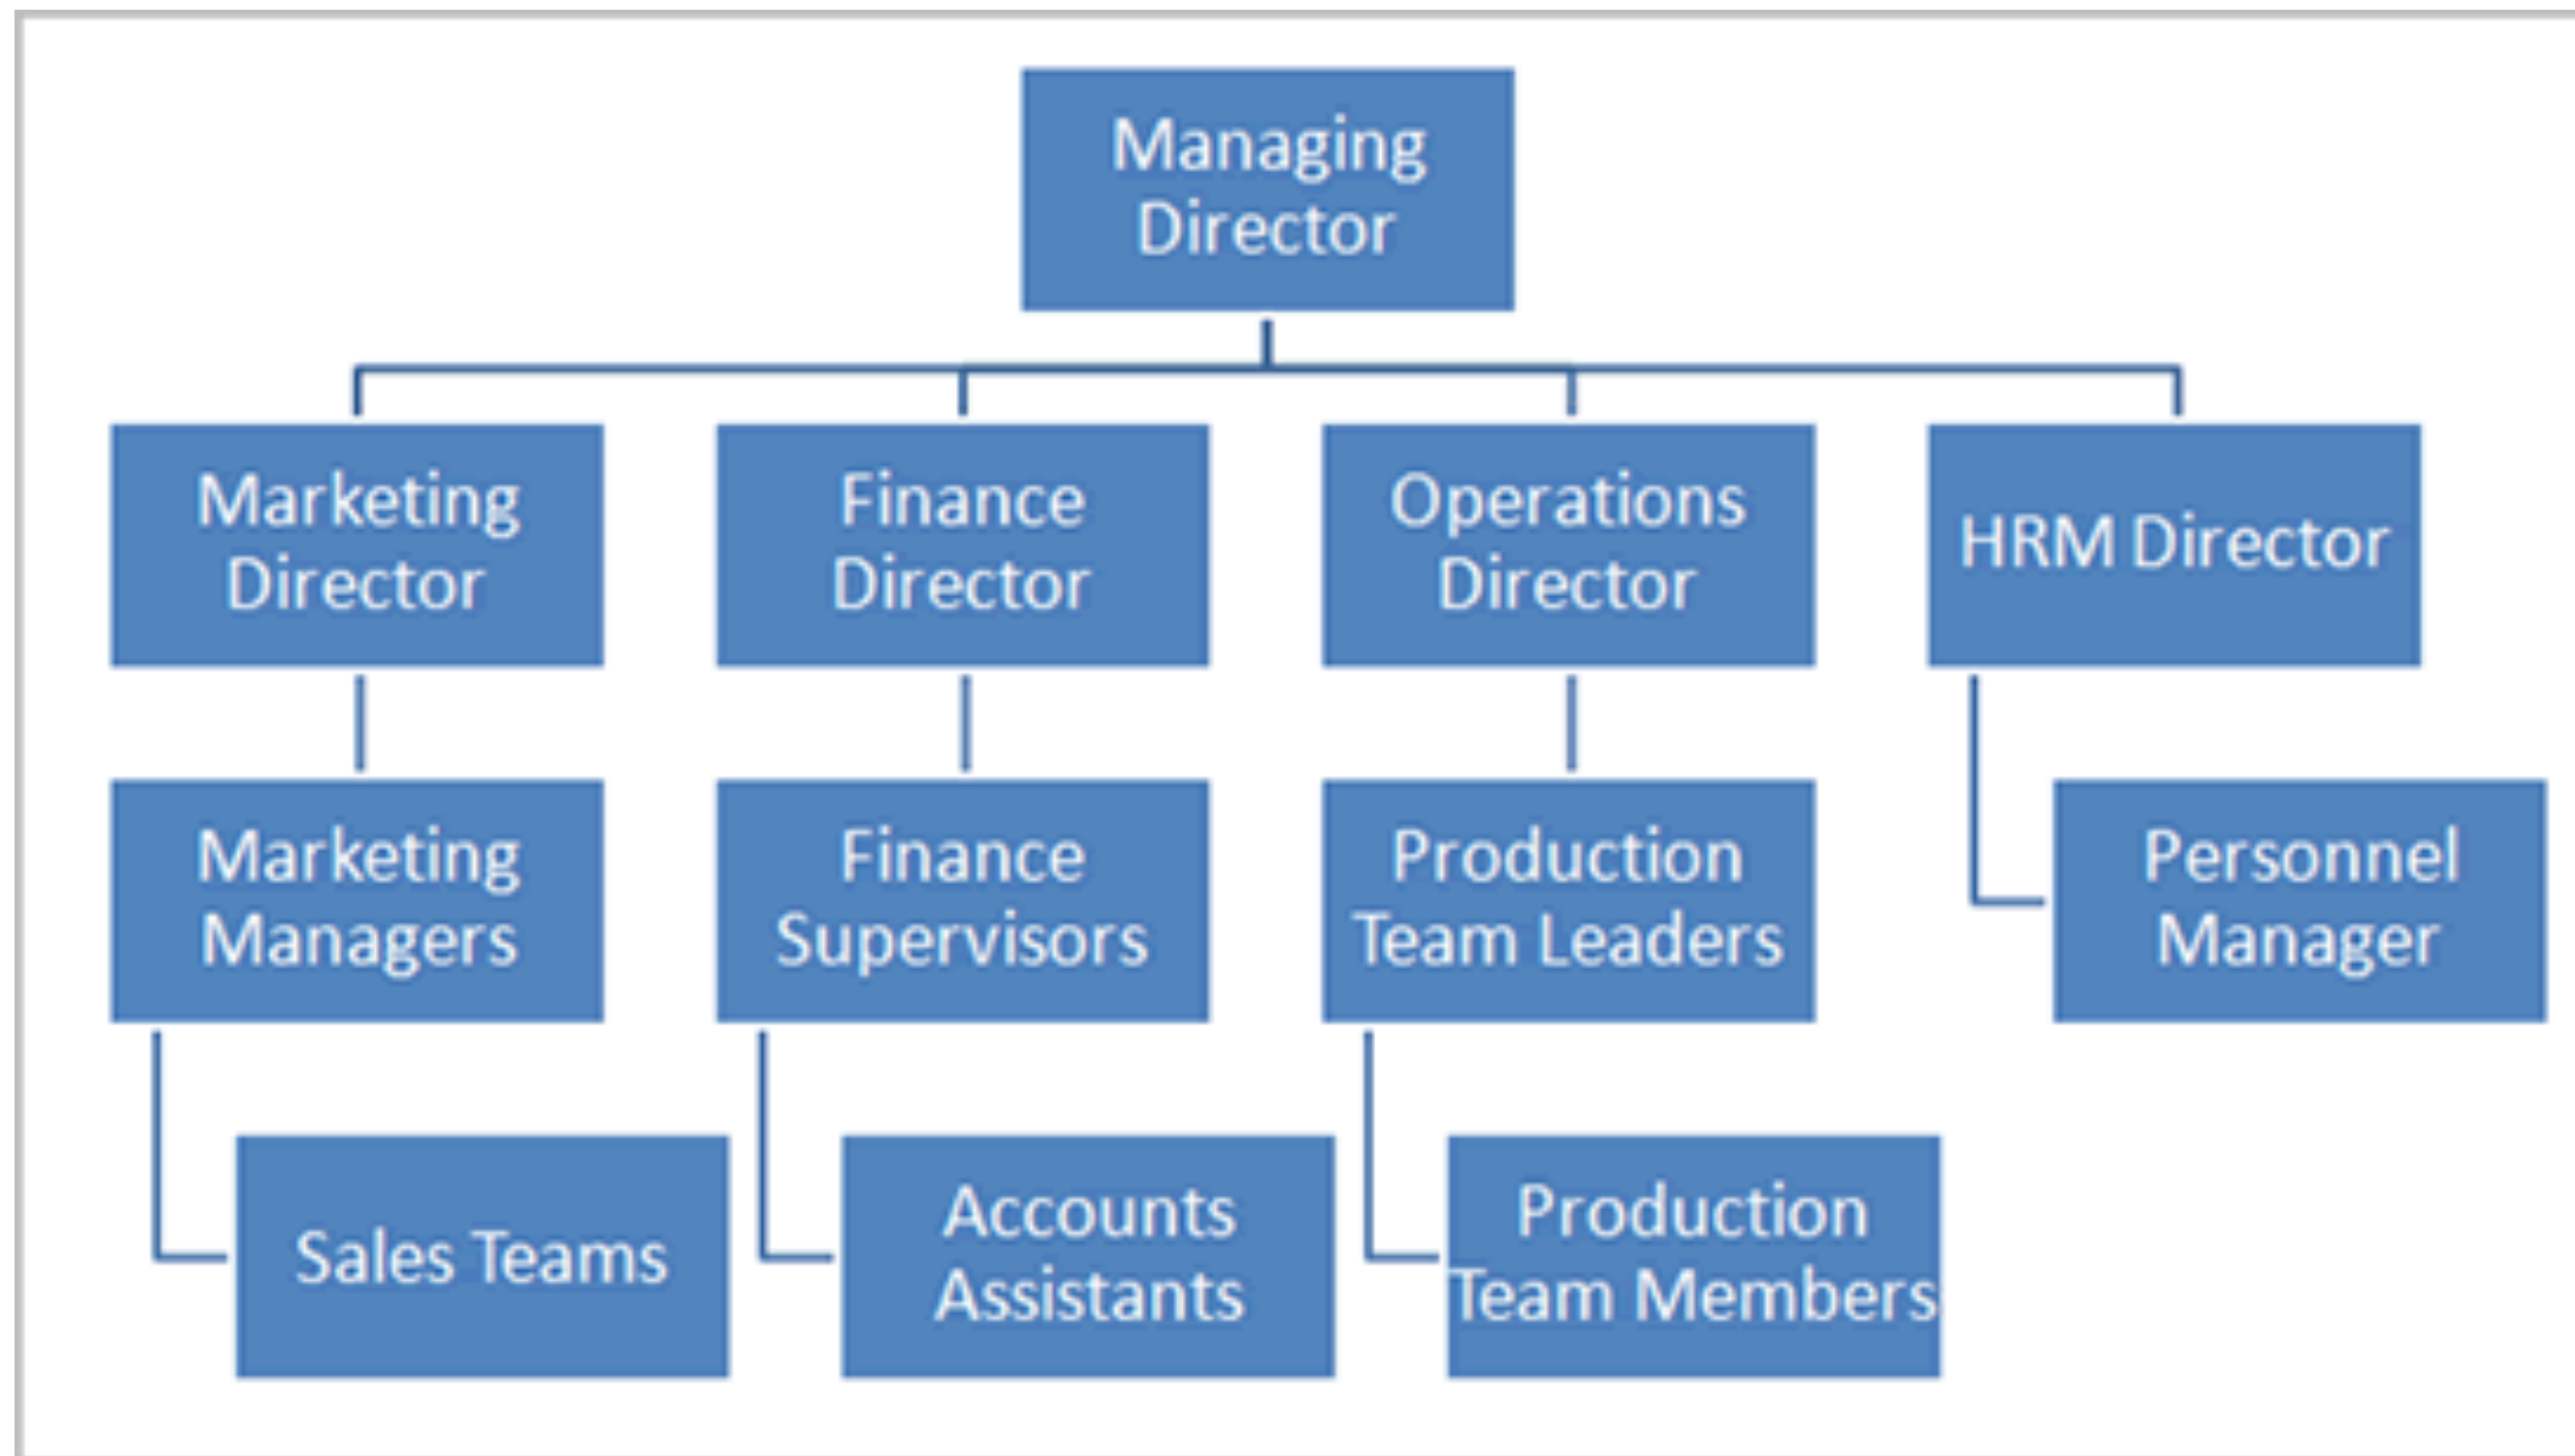 Managing
Director
Marketing
Director
Finance
Director
Operations
Director
HRM Director
Marketing
Managers
Finance
Supervisors
Production
Team Leaders
Personnel
Manager
Sales Teams
Accounts
Assistants
Production
Team Members